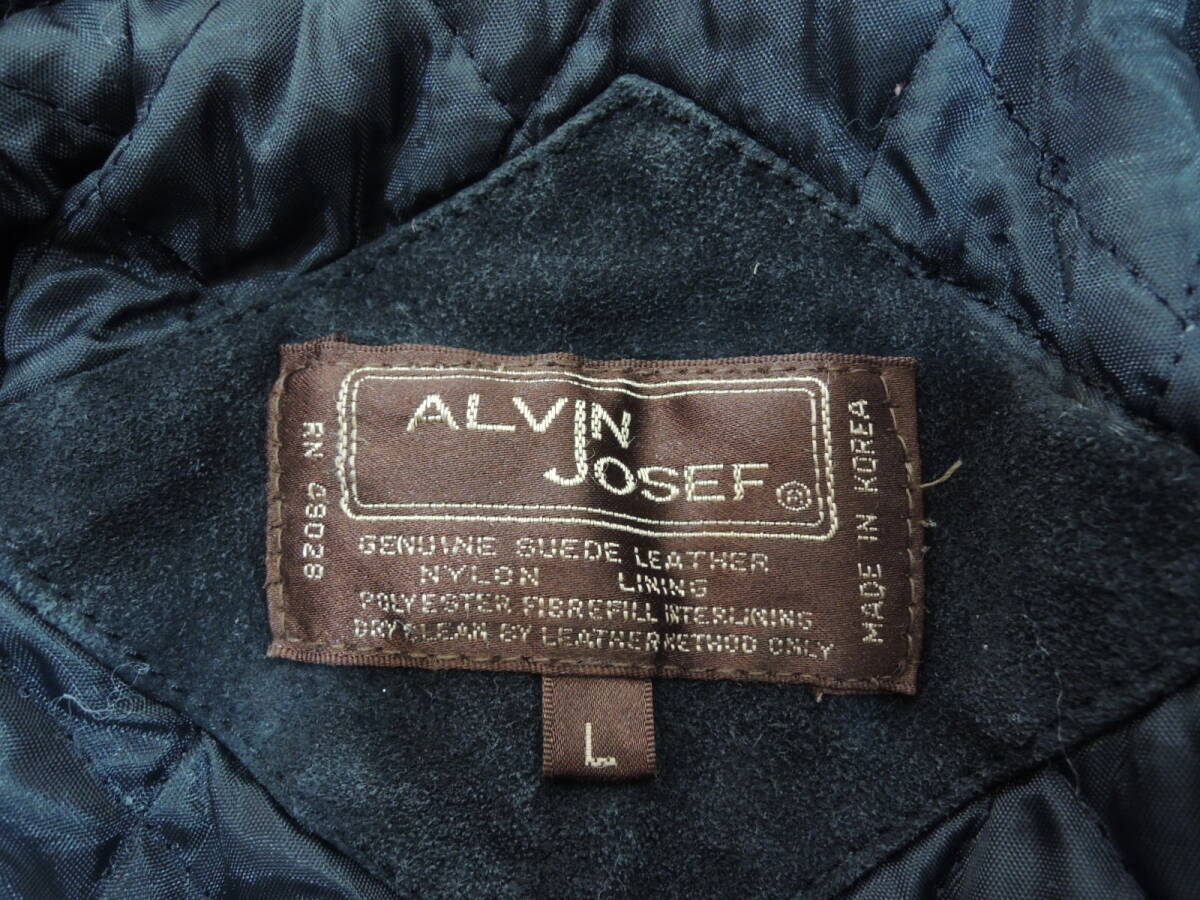 ALVIN
JOSEF ®
GENUINE SUEDE LEATHER
NYLON LINING
POLYESTER FIBREFILL INTERLINING
DRY CLEAN BY LEATHER METHOD ONLY
RN 69028
MADE IN KOREA
L